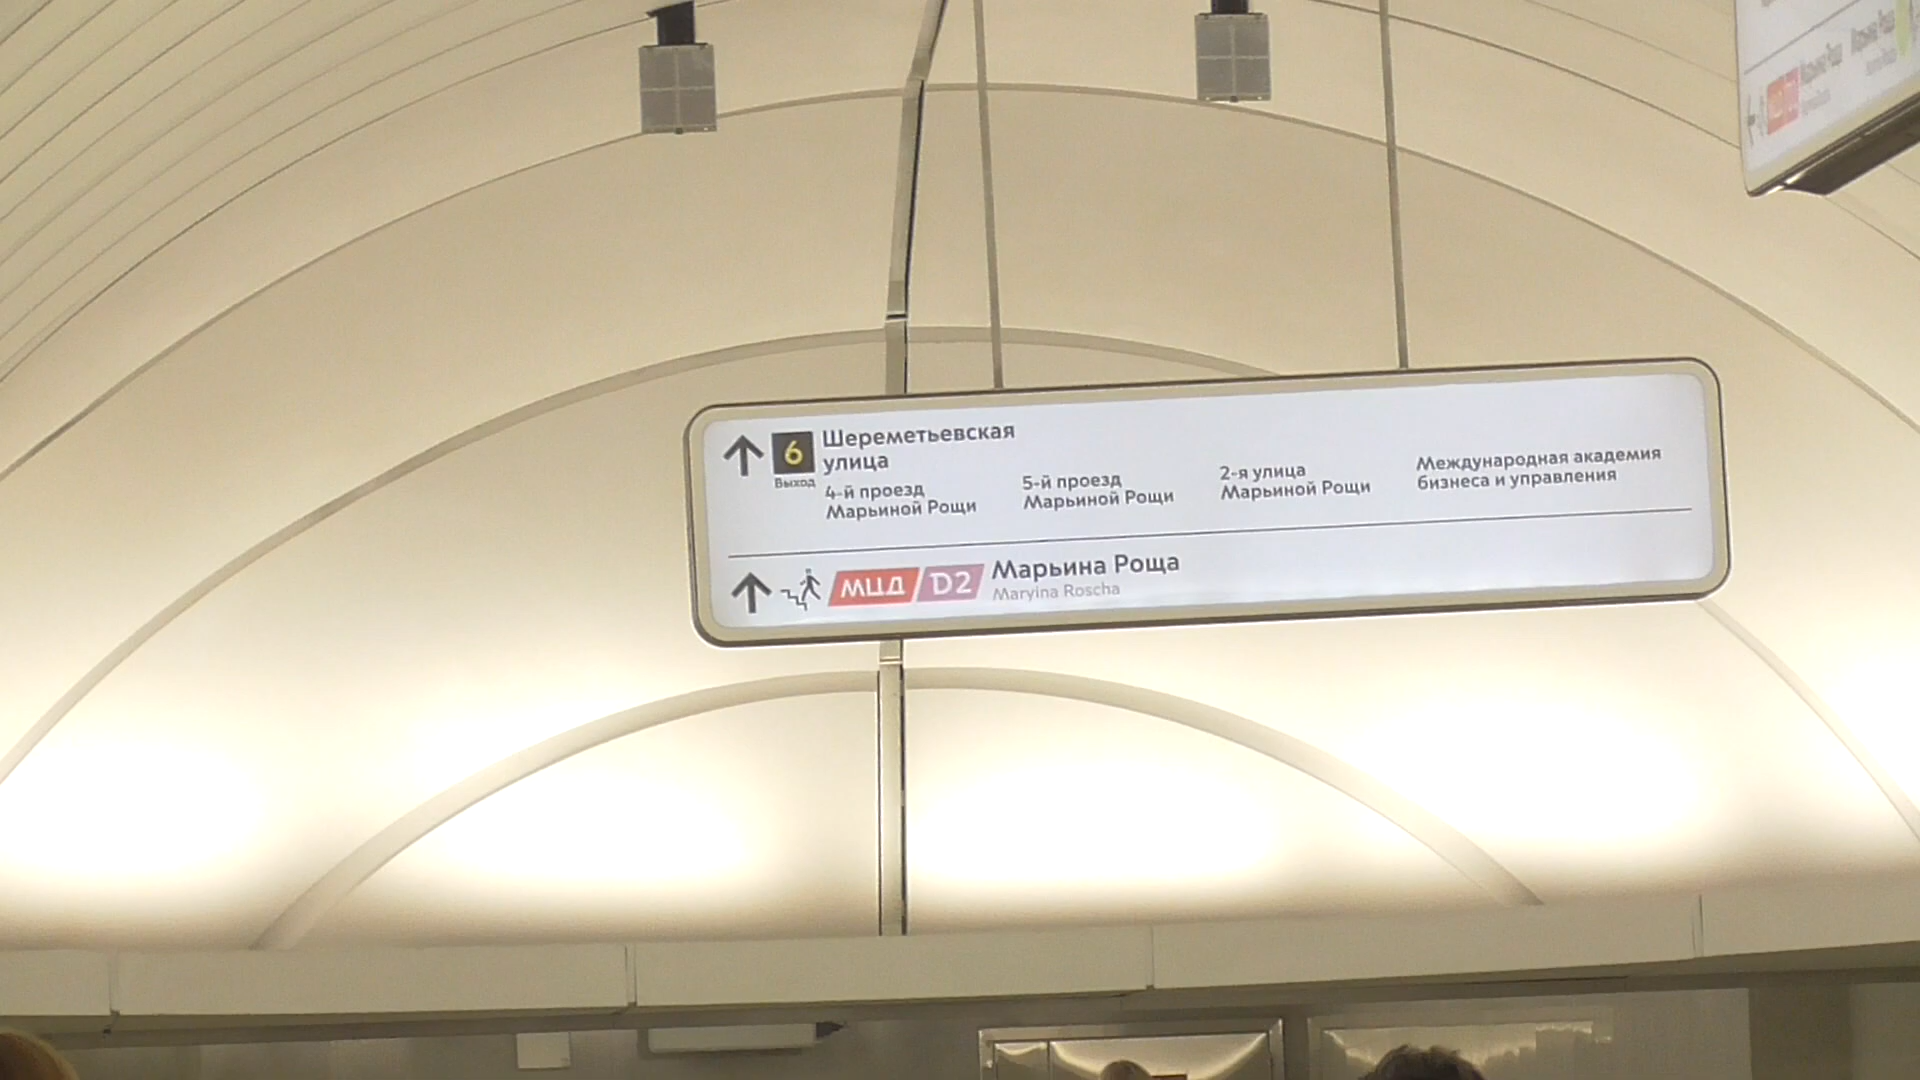 6 Шереметьевская
улица
Выход
4-й проезд
Марьиной Рощи
5-й проезд
Марьиной Рощи
2-я улица
Марьиной Рощи
Международная академия
бизнеса и управления
МЦД D2 Марьина Роща
Maryina Roscha